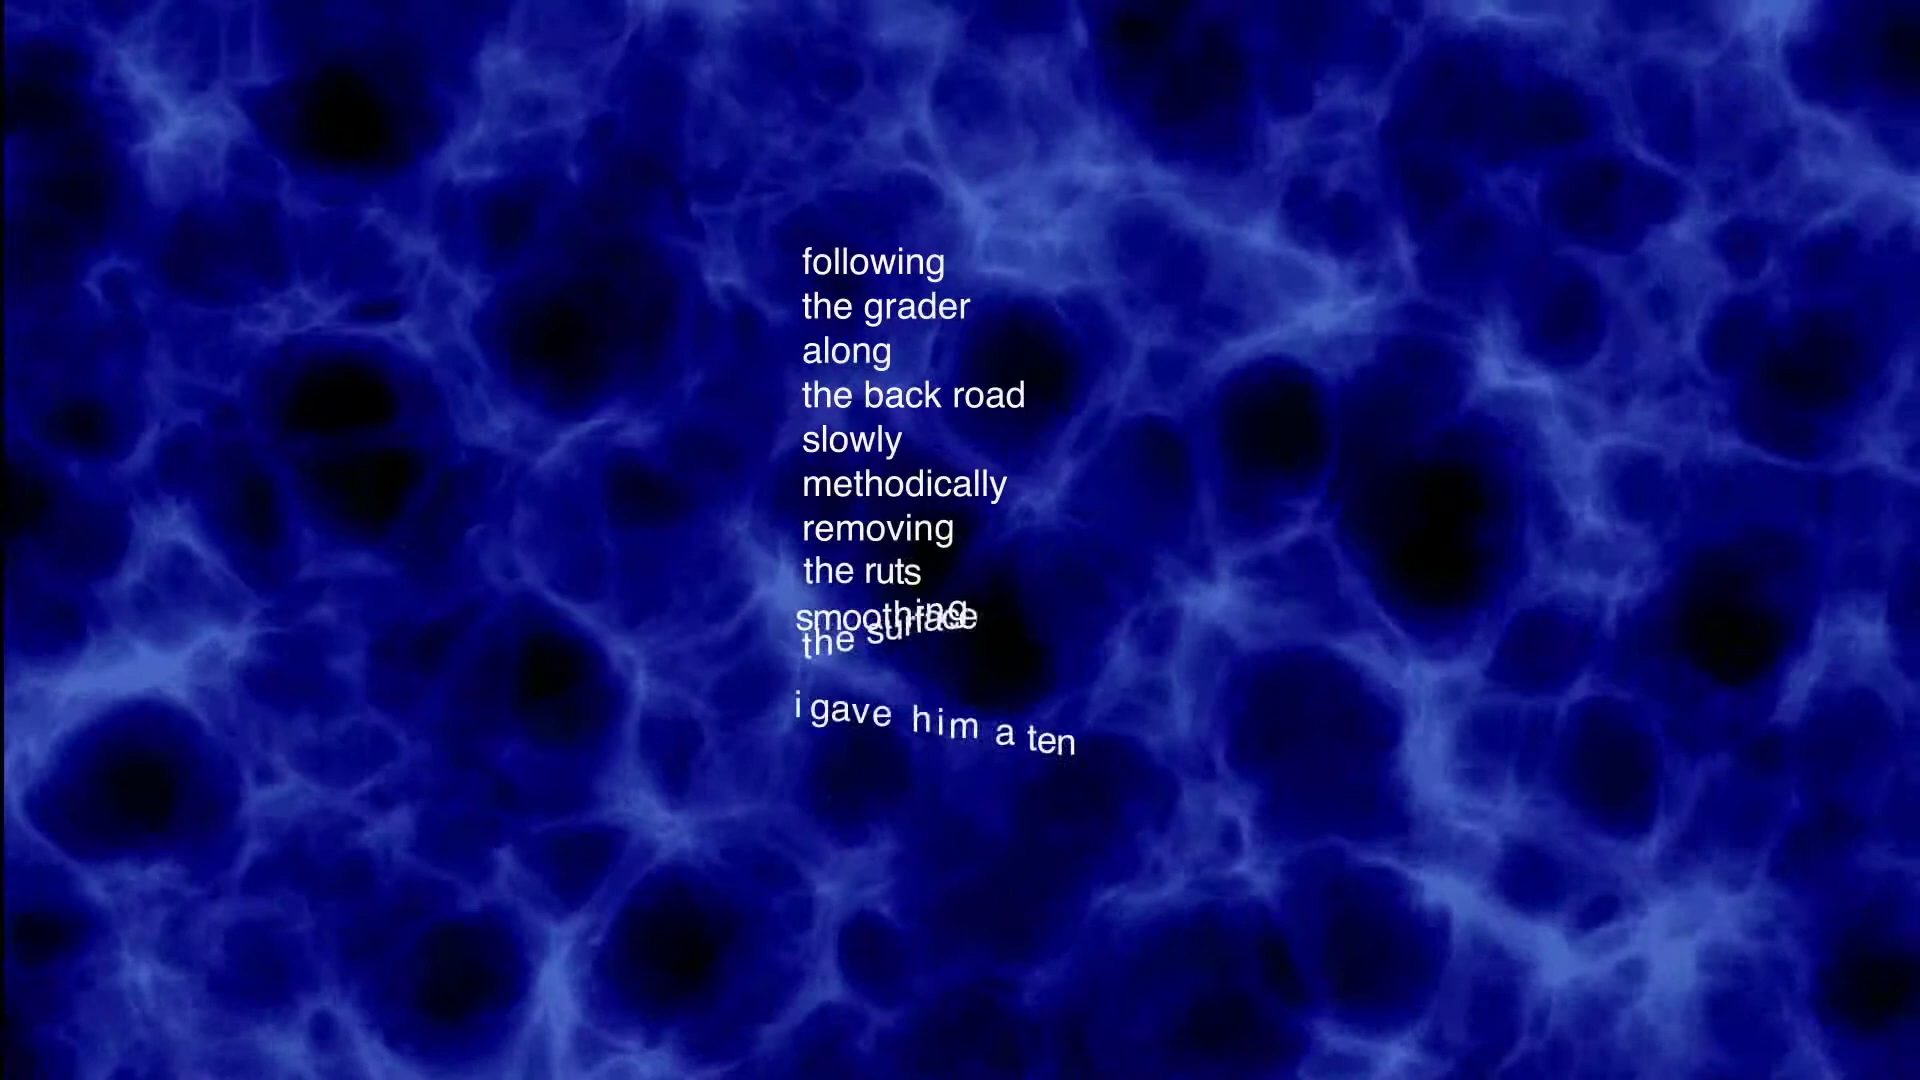 following
the grader
along
the back road
slowly
methodically
removing
the ruts
smoothing
the surface
i gave him a ten